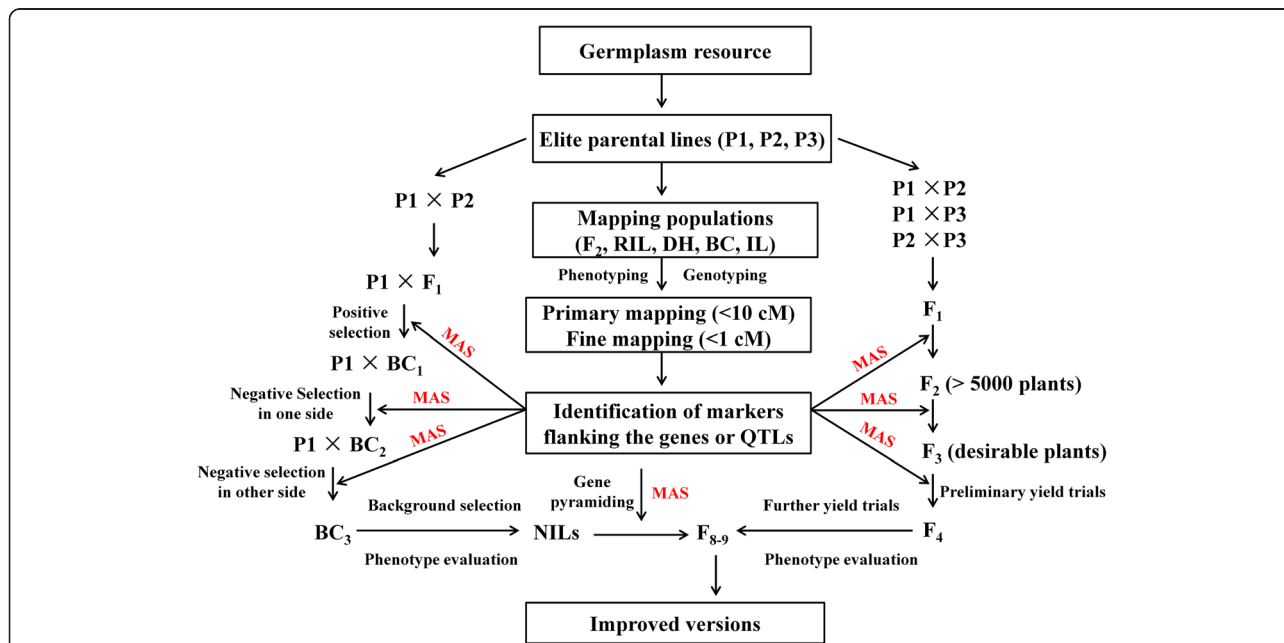 Germplasm resource
Elite parental lines (P1, P2, P3)
P1 × P2
P1 × P2
P1 × P3
P2 × P3
Mapping populations
(F₂, RIL, DH, BC, IL)
Phenotyping
Genotyping
P1 × F₁
Positive
selection
MAS
Primary mapping (<10 cM)
Fine mapping (<1 cM)
F₁
MAS
P1 × BC₁
Negative Selection
in one side
MAS
Identification of markers
flanking the genes or QTLs
MAS
F₂ (> 5000 plants)
P1 × BC₂
MAS
MAS
F₃ (desirable plants)
Negative selection
in other side
Gene
pyramiding
MAS
Preliminary yield trials
BC₃
Background selection
Phenotype evaluation
NILs
F₈₋₉
Further yield trials
Phenotype evaluation
F₄
Improved versions